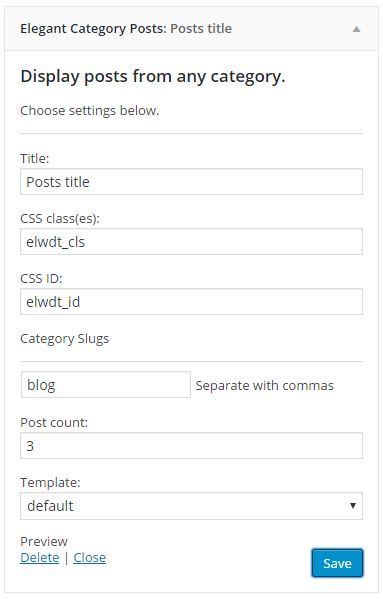 Elegant Category Posts: Posts title
Display posts from any category.
Choose settings below.
Title:
Posts title
CSS class(es):
elwdt_cls
CSS ID:
elwdt_id
Category Slugs
blog Separate with commas
Post count:
3
Template:
default
Preview
Delete | Close
Save